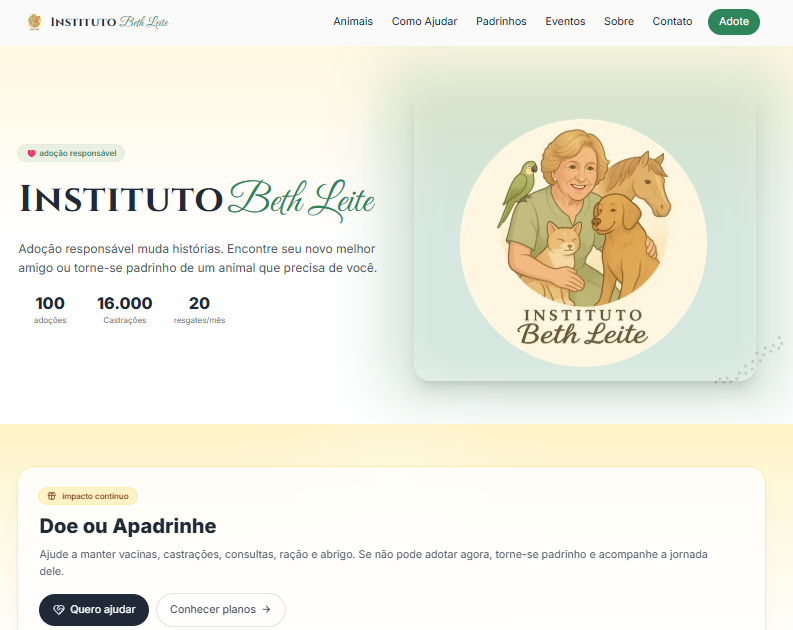 Instituto Beth Leite
Animais
Como Ajudar
Padrinhos
Eventos
Sobre
Contato
Adote
adoção responsável
Instituto Beth Leite
Adoção responsável muda histórias. Encontre seu novo melhor
amigo ou torne-se padrinho de um animal que precisa de você.
100
adoções
16.000
Castrações
20
resgates/mês
INSTITUTO
Beth Leite
impacto contínuo
Doe ou Apadrinhe
Ajude a manter vacinas, castrações, consultas, ração e abrigo. Se não pode adotar agora, torne-se padrinho e acompanhe a jornada
dele.
Quero ajudar
Conhecer planos →